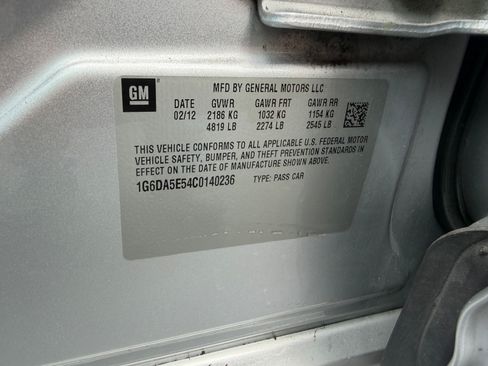 GM
MFD BY GENERAL MOTORS LLC
DATE GVWR GAWR FRT GAWR RR
02/12 2186 KG 1032 KG 1154 KG
4819 LB 2274 LB 2545 LB
THIS VEHICLE CONFORMS TO ALL APPLICABLE U.S. FEDERAL MOTOR
VEHICLE SAFETY, BUMPER, AND THEFT PREVENTION STANDARDS IN
EFFECT ON THE DATE OF MANUFACTURE SHOWN ABOVE.
1G6DA5E54C0140236 TYPE: PASS CAR